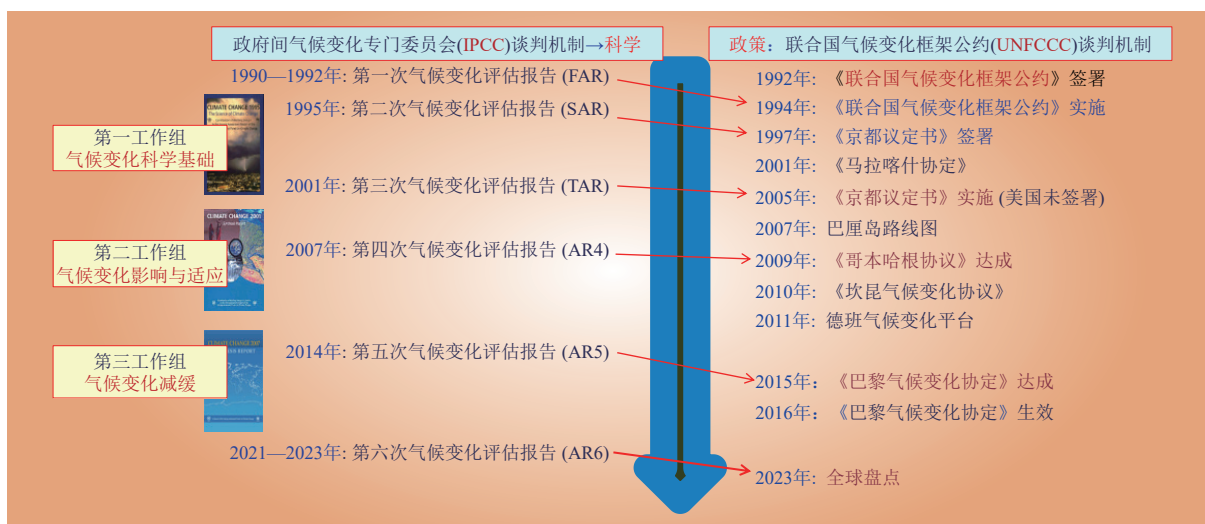 政府间气候变化专门委员会(IPCC)谈判机制→科学
1990—1992年: 第一次气候变化评估报告 (FAR)
1995年: 第二次气候变化评估报告 (SAR)
2001年: 第三次气候变化评估报告 (TAR)
2007年: 第四次气候变化评估报告 (AR4)
2014年: 第五次气候变化评估报告 (AR5)
2021—2023年: 第六次气候变化评估报告 (AR6)
第一工作组
气候变化科学基础
第二工作组
气候变化影响与适应
第三工作组
气候变化减缓
CLIMATE CHANGE
CLIMATE CHANGE 2001
CLIMATE CHANGE 2007
政策：联合国气候变化框架公约(UNFCCC)谈判机制
1992年: 《联合国气候变化框架公约》签署
1994年: 《联合国气候变化框架公约》实施
1997年: 《京都议定书》签署
2001年: 《马拉喀什协定》
2005年: 《京都议定书》实施 (美国未签署)
2007年: 巴厘岛路线图
2009年: 《哥本哈根协议》达成
2010年: 《坎昆气候变化协议》
2011年: 德班气候变化平台
2015年：《巴黎气候变化协定》达成
2016年: 《巴黎气候变化协定》生效
2023年: 全球盘点